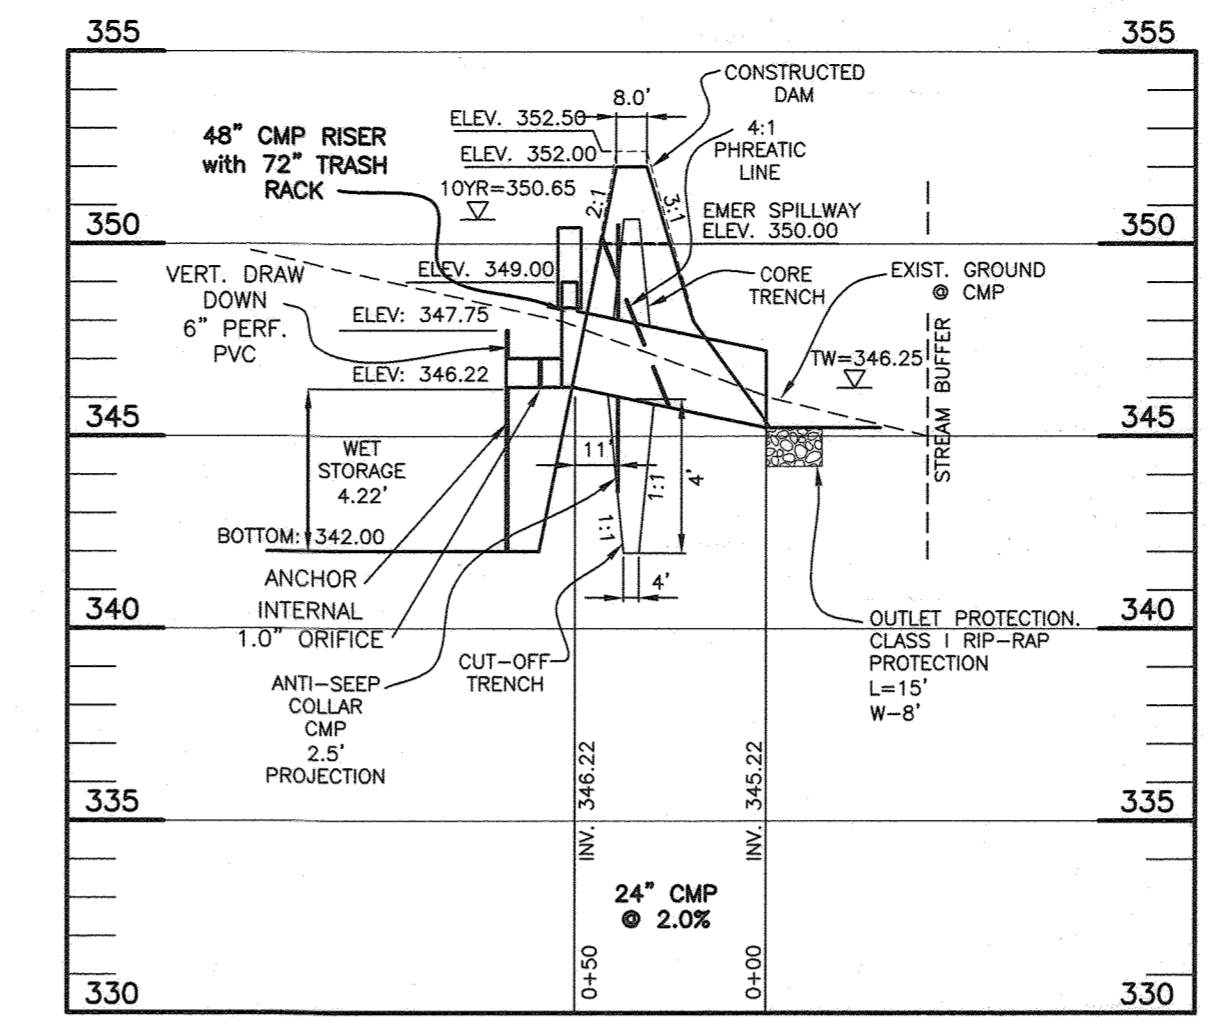 355
355
CONSTRUCTED
DAM
8.0'
ELEV. 352.50
4:1
PHREATIC
LINE
48" CMP RISER
with 72" TRASH
RACK
ELEV. 352.00
10YR=350.65
2:1
3:1
EMER SPILLWAY
ELEV. 350.00
350
350
VERT. DRAW
DOWN
6" PERF.
PVC
ELEV. 349.00
CORE
TRENCH
EXIST. GROUND
@ CMP
ELEV: 347.75
TW=346.25
ELEV: 346.22
STREAM BUFFER
345
345
WET
STORAGE
4.22'
11'
1:1
4'
1:1
BOTTOM: 342.00
ANCHOR
4'
INTERNAL
1.0" ORIFICE
340
340
OUTLET PROTECTION.
CLASS I RIP-RAP
PROTECTION
L=15'
W-8'
CUT-OFF
TRENCH
ANTI-SEEP
COLLAR
CMP
2.5'
PROJECTION
INV. 346.22
INV. 345.22
335
335
24" CMP
@ 2.0%
0+50
0+00
330
330